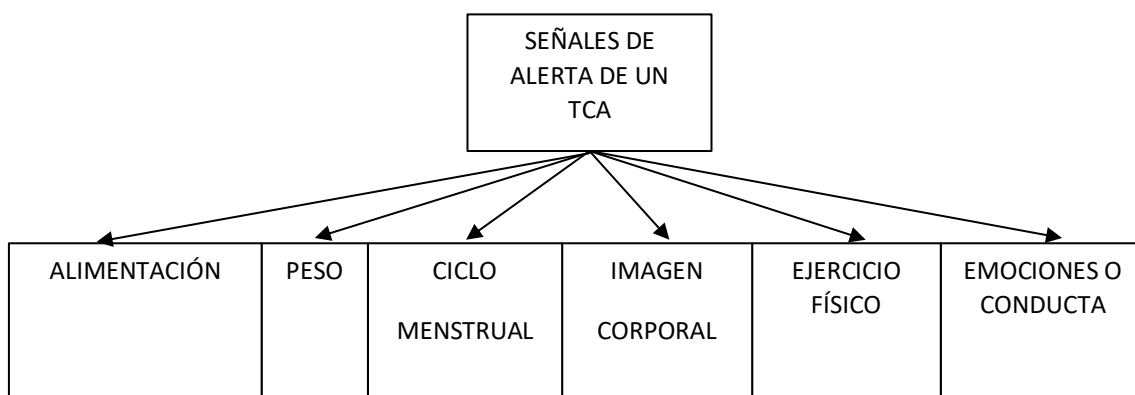 SEÑALES DE
ALERTA DE UN
TCA
ALIMENTACIÓN
PESO
CICLO
MENSTRUAL
IMAGEN
CORPORAL
EJERCICIO
FÍSICO
EMOCIONES O
CONDUCTA